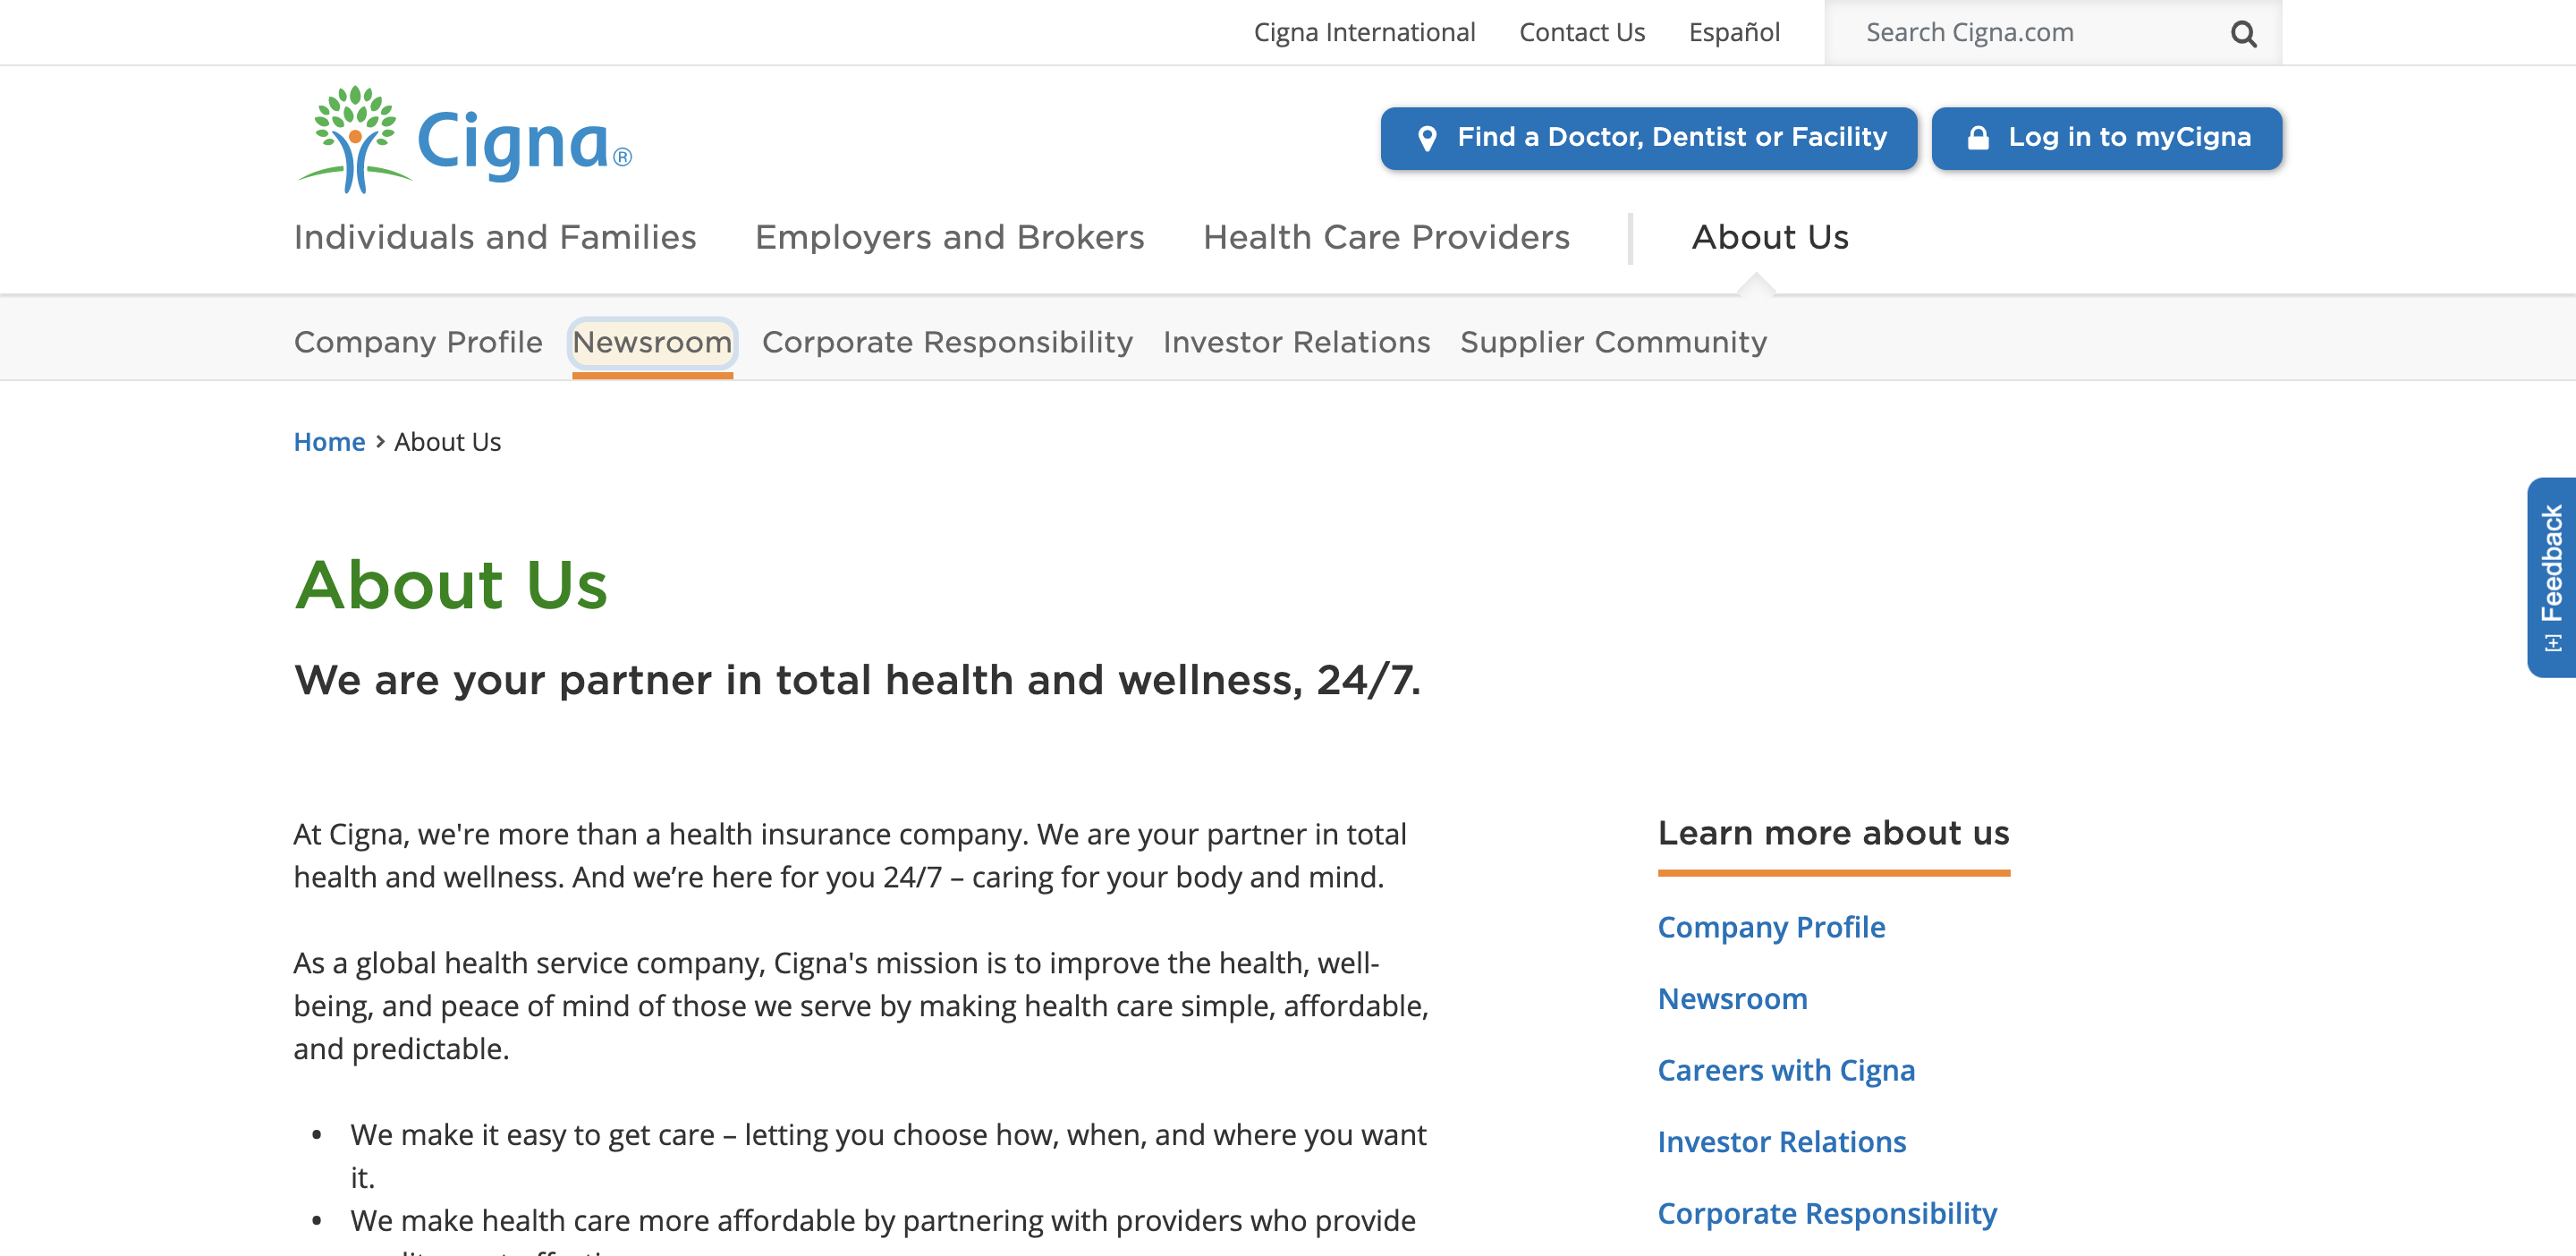 Cigna International Contact Us Español Search Cigna.com
Cigna®
Find a Doctor, Dentist or Facility Log in to myCigna
Individuals and Families Employers and Brokers Health Care Providers About Us
Company Profile Newsroom Corporate Responsibility Investor Relations Supplier Community
Home > About Us
[+] Feedback
About Us
We are your partner in total health and wellness, 24/7.
At Cigna, we're more than a health insurance company. We are your partner in total
health and wellness. And we’re here for you 24/7 – caring for your body and mind.
As a global health service company, Cigna's mission is to improve the health, well-
being, and peace of mind of those we serve by making health care simple, affordable,
and predictable.
• We make it easy to get care – letting you choose how, when, and where you want
it.
• We make health care more affordable by partnering with providers who provide
Learn more about us
Company Profile
Newsroom
Careers with Cigna
Investor Relations
Corporate Responsibility